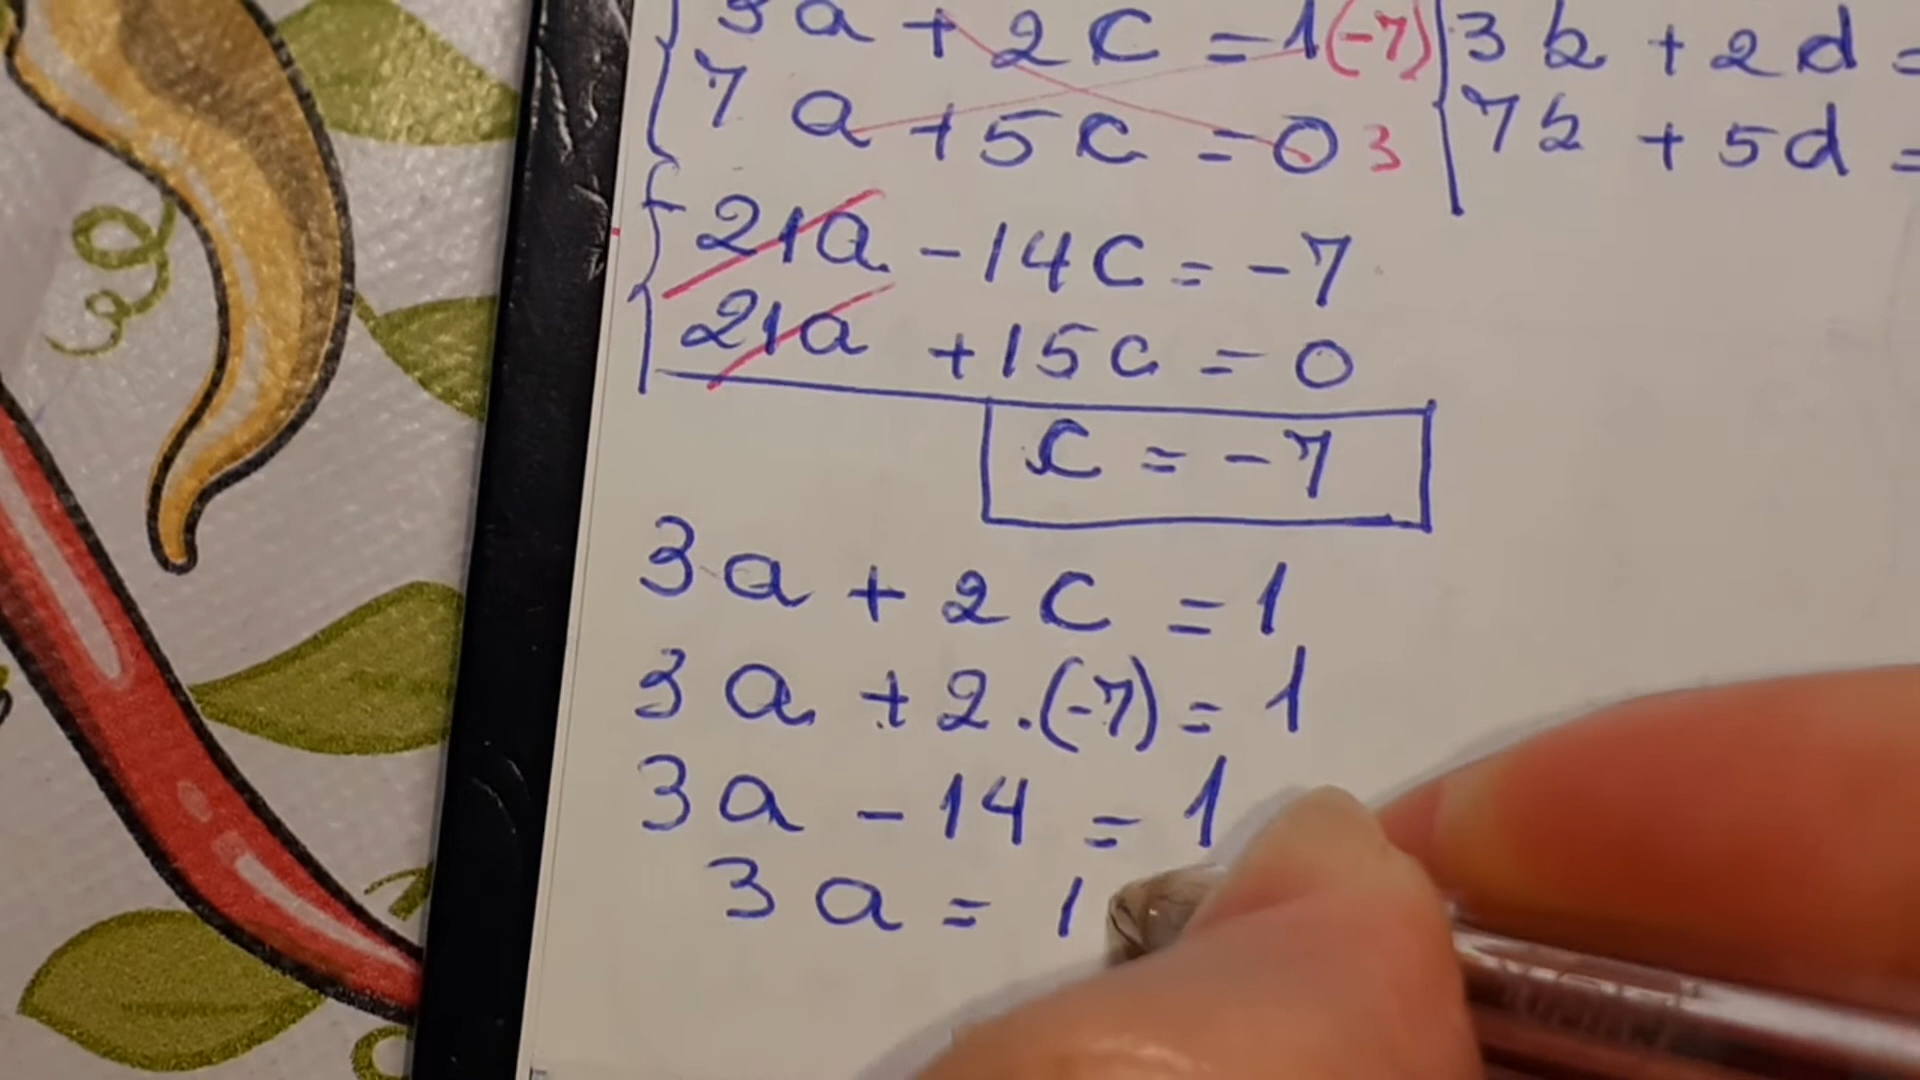 3a + 2c = 1 (-7)
7a + 5c = 0 3
3b + 2d =
7b + 5d =
-21a - 14c = -7
21a + 15c = 0
c = -7
3a + 2c = 1
3a + 2·(-7) = 1
3a - 14 = 1
3a = 1